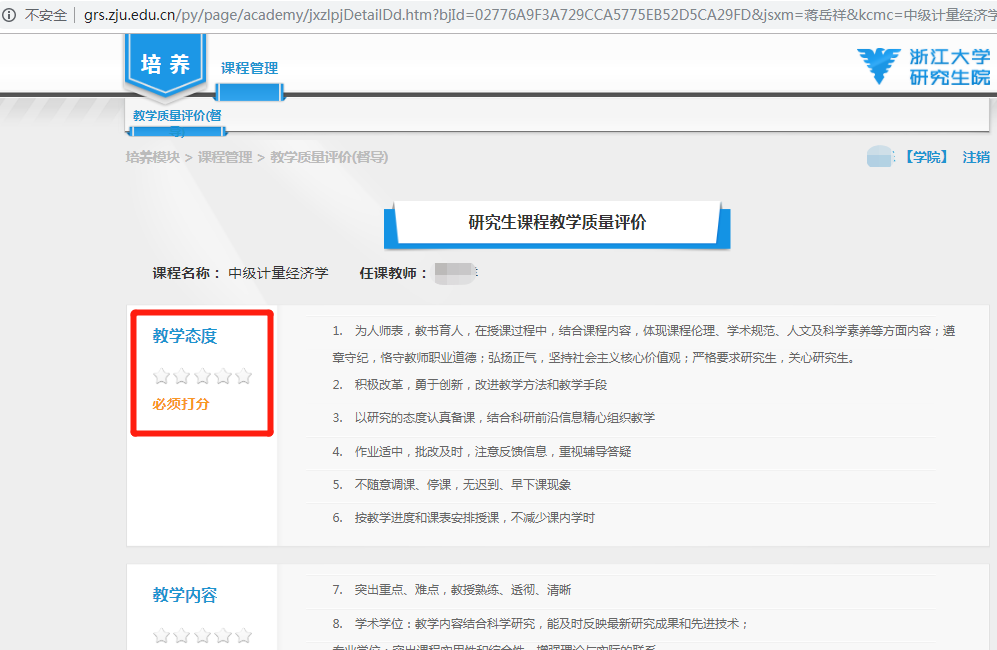 不安全 grs.zju.edu.cn/py/page/academy/jxzlpjDetailDd.htm?bjId=02776A9F3A729CCA5775EB52D5CA29FD&jsxm=蒋岳祥&kcmc=中级计量经济学
培养
课程管理
浙江大学
研究生院
教学质量评价(督
导)
培养模块 > 课程管理 > 教学质量评价(督导)
【学院】 注销
研究生课程教学质量评价
课程名称： 中级计量经济学 任课教师：
教学态度
必须打分
1. 为人师表，教书育人，在授课过程中，结合课程内容，体现课程伦理、学术规范、人文及科学素养等方面内容；遵
章守纪，恪守教师职业道德；弘扬正气，坚持社会主义核心价值观；严格要求研究生，关心研究生。
2. 积极改革，勇于创新，改进教学方法和教学手段
3. 以研究的态度认真备课，结合科研前沿信息精心组织教学
4. 作业适中，批改及时，注意反馈信息，重视辅导答疑
5. 不随意调课、停课，无迟到、早下课现象
6. 按教学进度和课表安排授课，不减少课内学时
教学内容
7. 突出重点、难点，教授熟练、透彻、清晰
8. 学术学位：教学内容结合科学研究，能及时反映最新研究成果和先进技术；
专业学位：突出课程实用性和综合性，增强理论与实际的联系